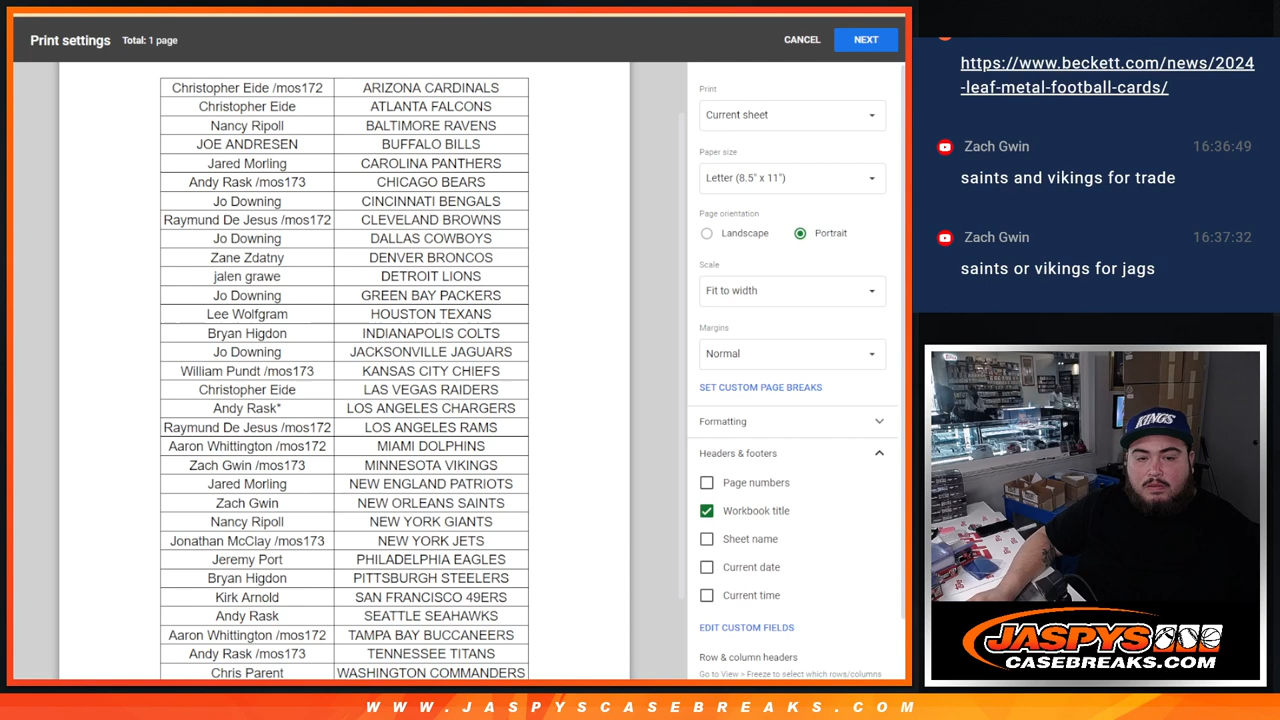 Print settings Total: 1 page CANCEL NEXT
Christopher Eide /mos172 ARIZONA CARDINALS
Christopher Eide ATLANTA FALCONS
Nancy Ripoll BALTIMORE RAVENS
JOE ANDRESEN BUFFALO BILLS
Jared Morling CAROLINA PANTHERS
Andy Rask /mos173 CHICAGO BEARS
Jo Downing CINCINNATI BENGALS
Raymund De Jesus /mos172 CLEVELAND BROWNS
Jo Downing DALLAS COWBOYS
Zane Zdatny DENVER BRONCOS
jalen grawe DETROIT LIONS
Jo Downing GREEN BAY PACKERS
Lee Wolfgram HOUSTON TEXANS
Bryan Higdon INDIANAPOLIS COLTS
Jo Downing JACKSONVILLE JAGUARS
William Pundt /mos173 KANSAS CITY CHIEFS
Christopher Eide LAS VEGAS RAIDERS
Andy Rask* LOS ANGELES CHARGERS
Raymund De Jesus /mos172 LOS ANGELES RAMS
Aaron Whittington /mos172 MIAMI DOLPHINS
Zach Gwin /mos173 MINNESOTA VIKINGS
Jared Morling NEW ENGLAND PATRIOTS
Zach Gwin NEW ORLEANS SAINTS
Nancy Ripoll NEW YORK GIANTS
Jonathan McClay /mos173 NEW YORK JETS
Jeremy Port PHILADELPHIA EAGLES
Bryan Higdon PITTSBURGH STEELERS
Kirk Arnold SAN FRANCISCO 49ERS
Andy Rask SEATTLE SEAHAWKS
Aaron Whittington /mos172 TAMPA BAY BUCCANEERS
Andy Rask /mos173 TENNESSEE TITANS
Chris Parent WASHINGTON COMMANDERS
Print
Current sheet
Paper size
Letter (8.5" x 11")
Page orientation
Landscape Portrait
Scale
Fit to width
Margins
Normal
SET CUSTOM PAGE BREAKS
Formatting
Headers & footers
Page numbers
Workbook title
Sheet name
Current date
Current time
EDIT CUSTOM FIELDS
Row & column headers
Go to View > Freeze to select which rows/columns
https://www.beckett.com/news/2024
-leaf-metal-football-cards/
Zach Gwin 16:36:49
saints and vikings for trade
Zach Gwin 16:37:32
saints or vikings for jags
KINGS
JASPYS
CASEBREAKS.COM
WWW.JASPYSCASEBREAKS.COM